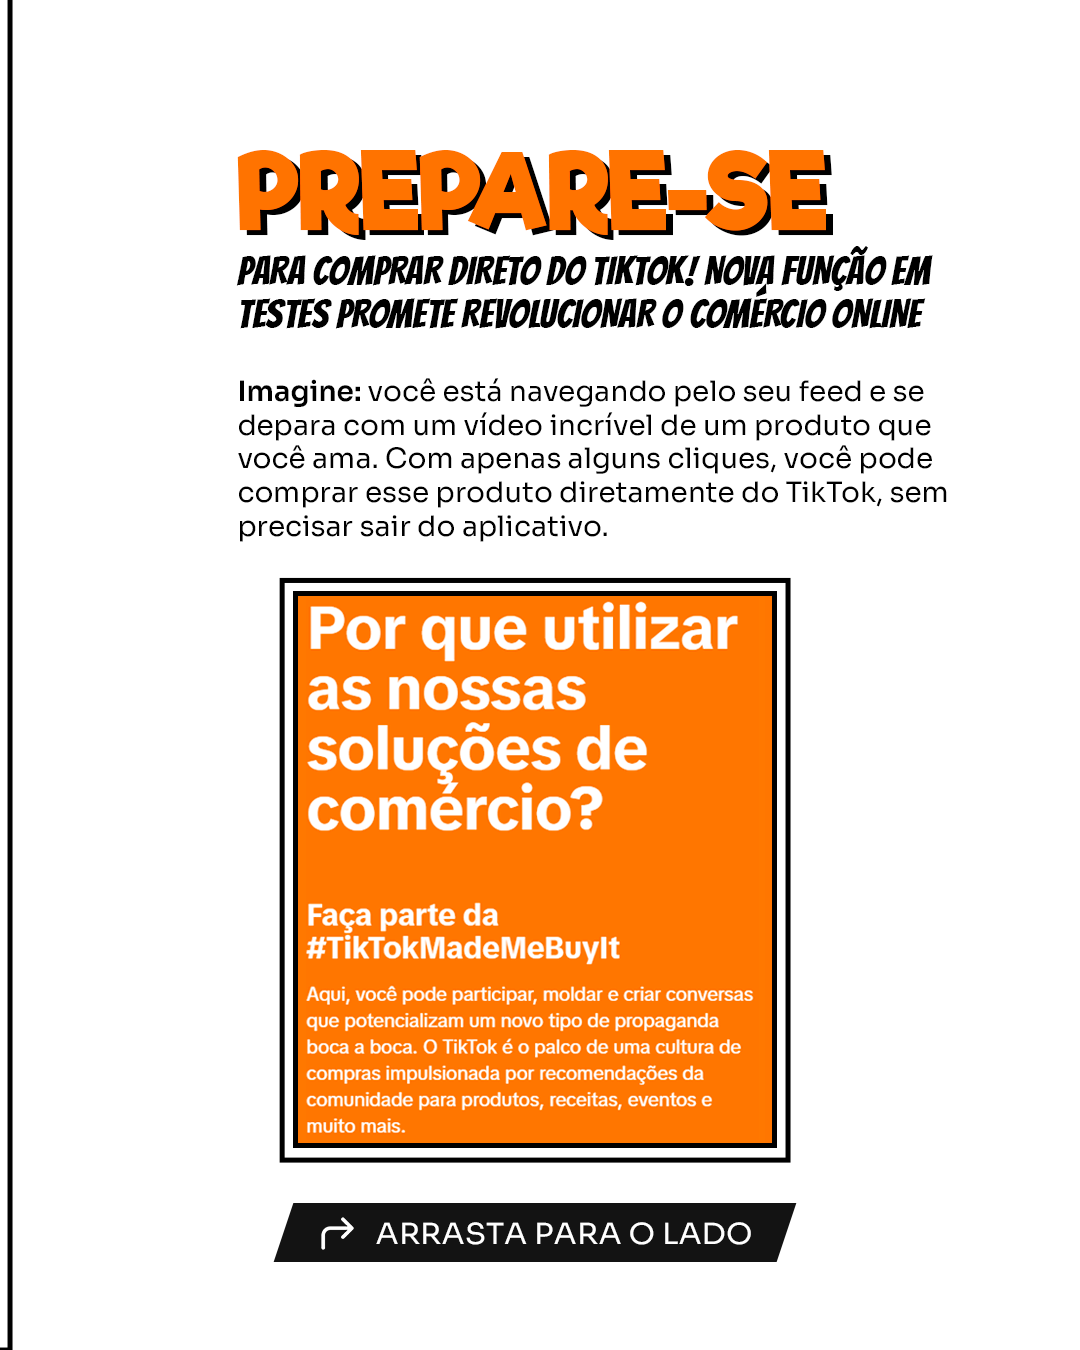 PREPARE-SE
PARA COMPRAR DIRETO DO TIKTOK! NOVA FUNÇÃO EM
TESTES PROMETE REVOLUCIONAR O COMÉRCIO ONLINE
Imagine: você está navegando pelo seu feed e se
depara com um vídeo incrível de um produto que
você ama. Com apenas alguns cliques, você pode
comprar esse produto diretamente do TikTok, sem
precisar sair do aplicativo.
Por que utilizar
as nossas
soluções de
comércio?
Faça parte da
#TikTokMadeMeBuyIt
Aqui, você pode participar, moldar e criar conversas
que potencializam um novo tipo de propaganda
boca a boca. O TikTok é o palco de uma cultura de
compras impulsionada por recomendações da
comunidade para produtos, receitas, eventos e
muito mais.
ARRASTA PARA O LADO